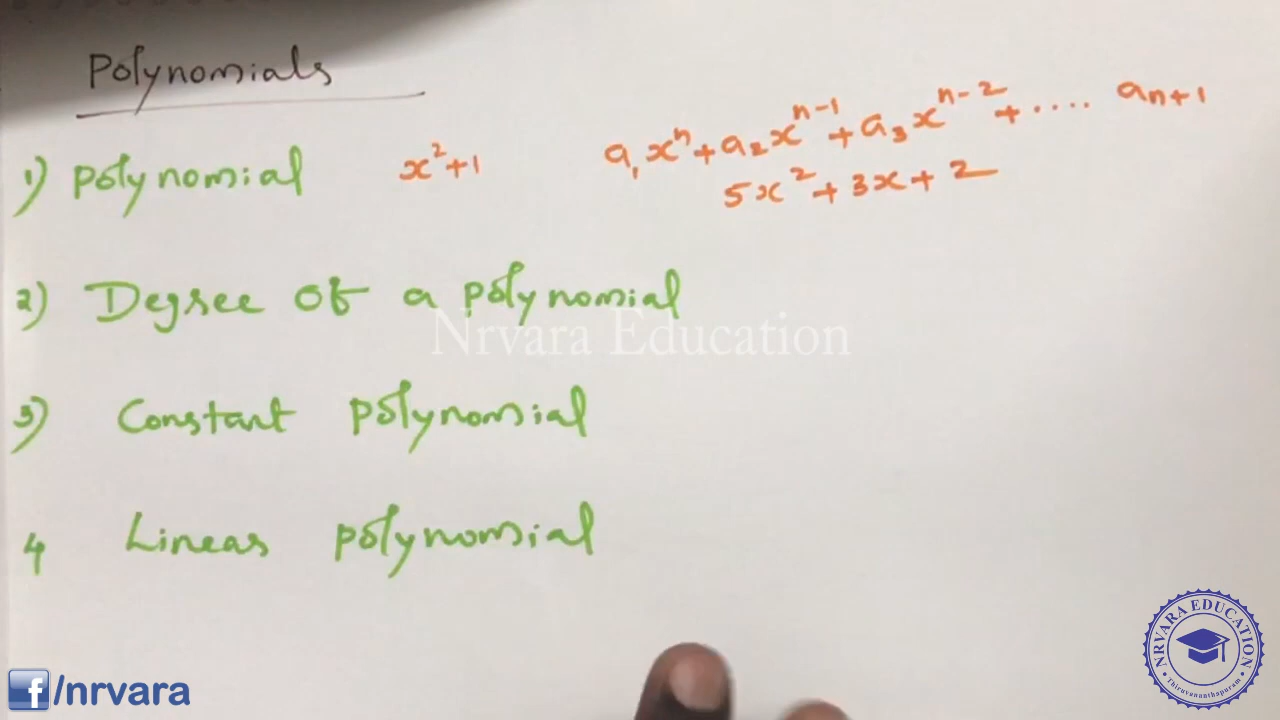 Polynomials
1) polynomial x²+1 a₁xⁿ+a₂xⁿ⁻¹+a₃xⁿ⁻²+.... aₙ₊₁
5x²+3x+2
2) Degree of a polynomial
Nrvara Education
3) Constant polynomial
4 Linear polynomial
f/nrvara
NRVARA EDUCATION
Thiruvananthapuram